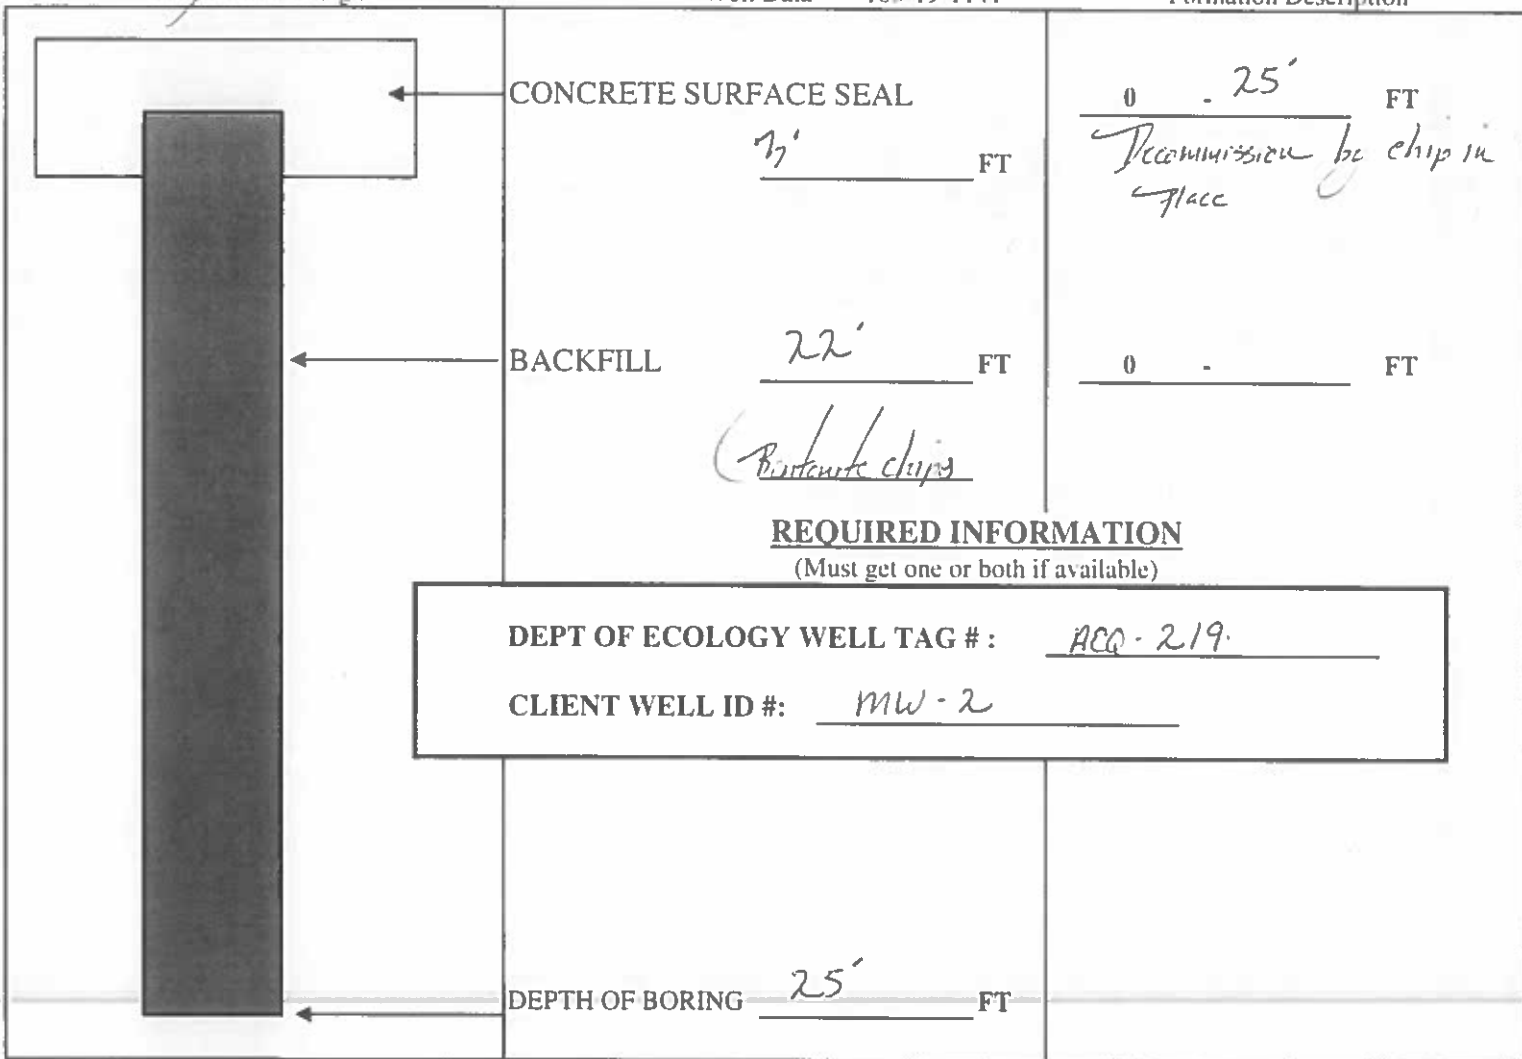 Formation Description
CONCRETE SURFACE SEAL
FT
0 - 25' FT
Decommission by chip in
place
BACKFILL 22' FT
0 - FT
Bentonite chips
REQUIRED INFORMATION
(Must get one or both if available)
DEPT OF ECOLOGY WELL TAG # : ACQ - 219.
CLIENT WELL ID #: MW - 2
DEPTH OF BORING 25' FT